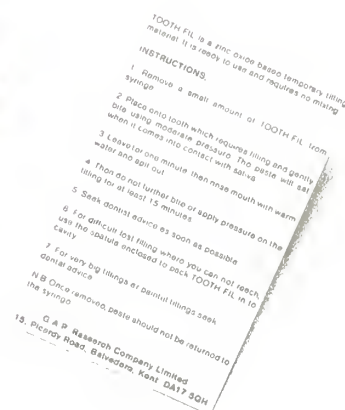 TOOTH FIL is a zinc oxide based temporary filling
material. It is ready to use and requires no mixing
INSTRUCTIONS.
1 Remove a small amount of TOOTH FIL from
syringe
2 Place onto tooth which requires filling and gently
bite using moderate pressure. The paste will set
when it comes into contact with saliva
3 Leave for one minute then rinse mouth with warm
water and spit out
4 Then do not further bite or apply pressure on the
filling for at least 15 minutes
5 Seek dentist advice as soon as possible
6 For difficult lost filling where you can not reach,
use the spatula enclosed to pack TOOTH FIL in to
cavity
7 For very big fillings or painful fillings seek
dental advice
N B Once removed, paste should not be returned to
the syringe
G A R Research Company Limited
15, Picardy Road, Belvedere, Kent DA17 5QH